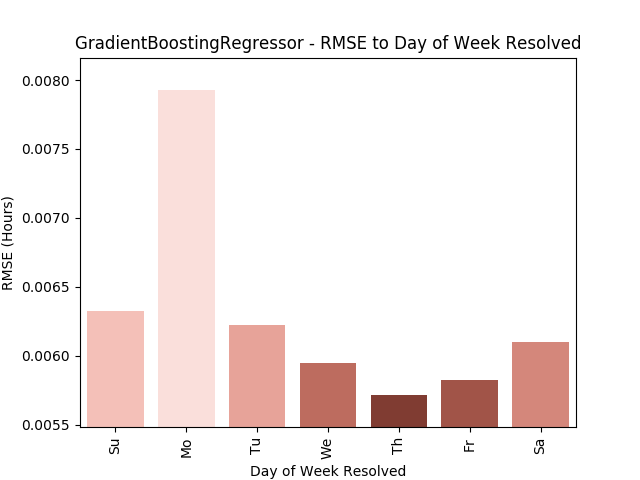 GradientBoostingRegressor - RMSE to Day of Week Resolved
RMSE (Hours)
0.0080
0.0075
0.0070
0.0065
0.0060
0.0055
Su
Mo
Tu
We
Th
Fr
Sa
Day of Week Resolved